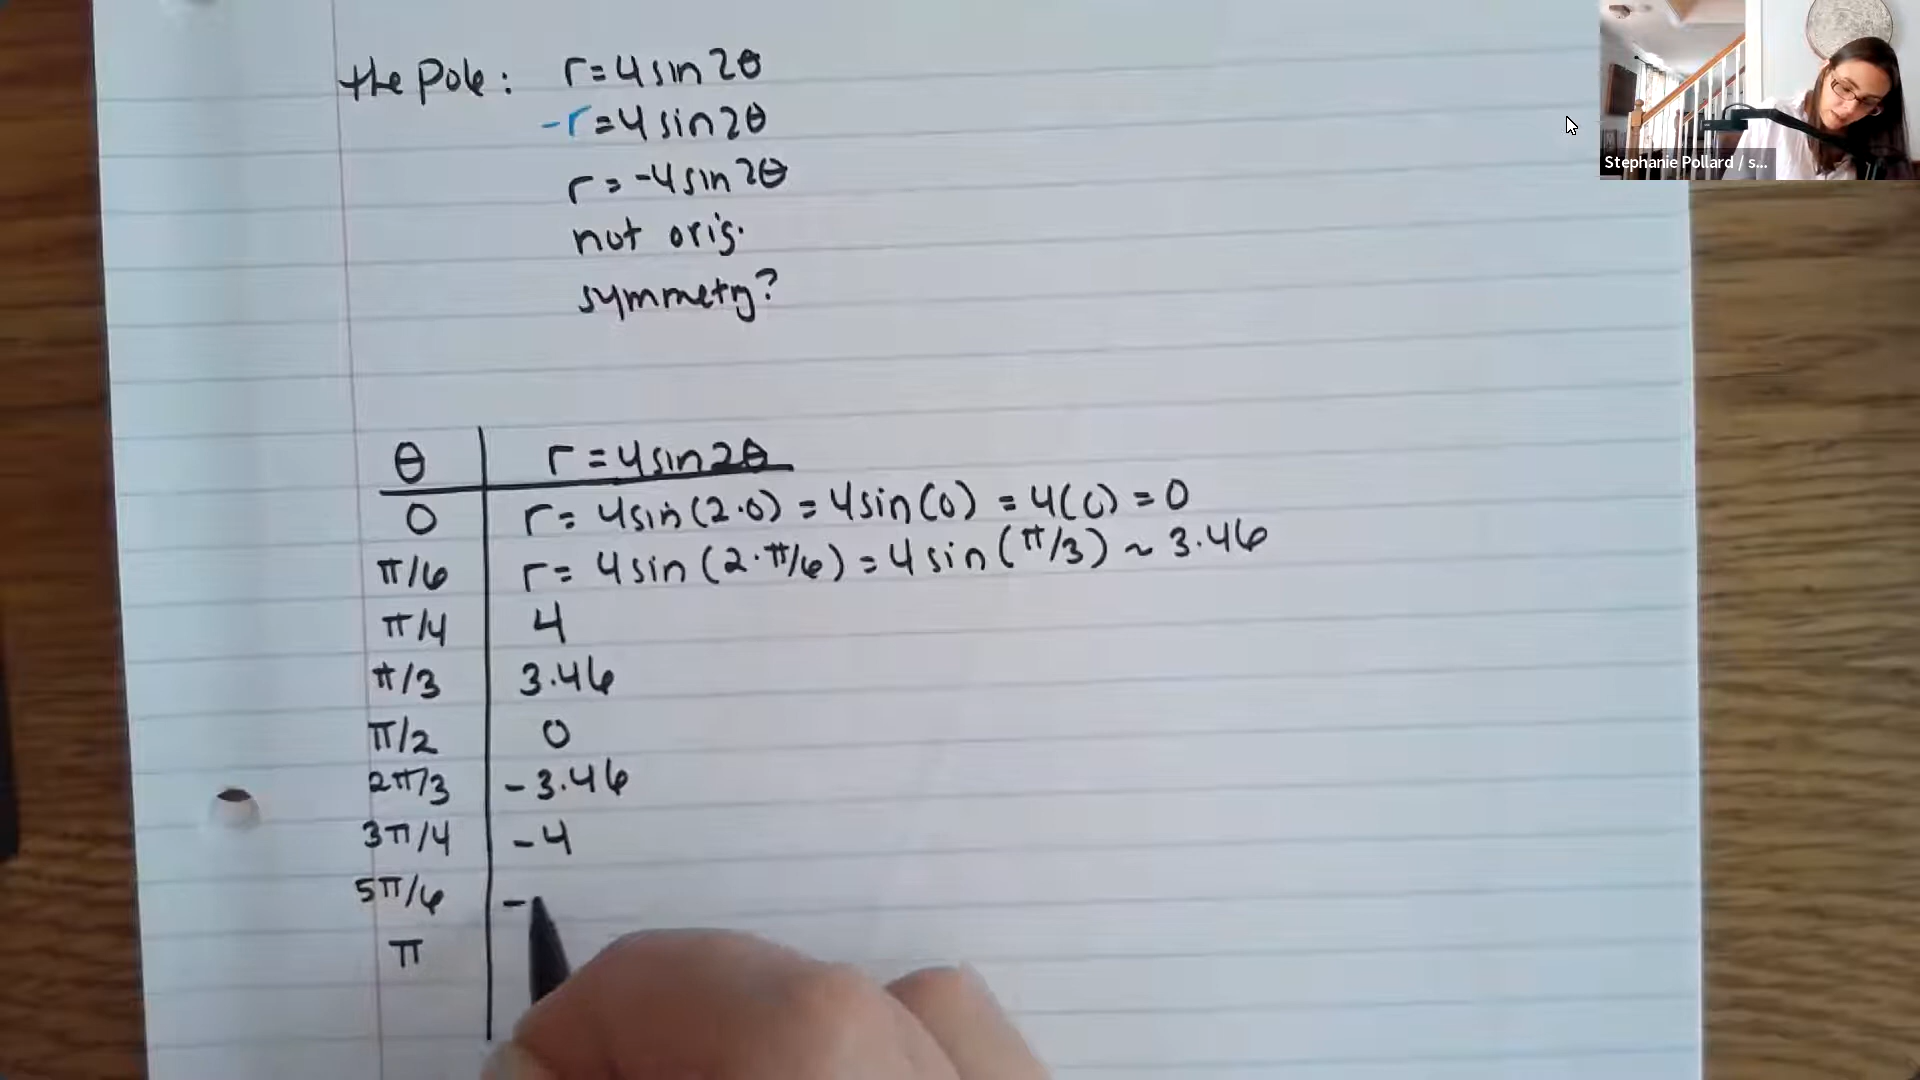 the pole: r=4sin2θ
-r=4sin2θ
r=-4sin2θ
not orig.
symmetry?
Stephanie Pollard / s...
θ r=4sin2θ
0 r= 4sin(2·0) = 4sin(0) = 4(0) = 0
π/6 r= 4sin(2·π/6) = 4sin(π/3) ~ 3.46
π/4 4
π/3 3.46
π/2 0
2π/3 -3.46
3π/4 -4
5π/6 -
π